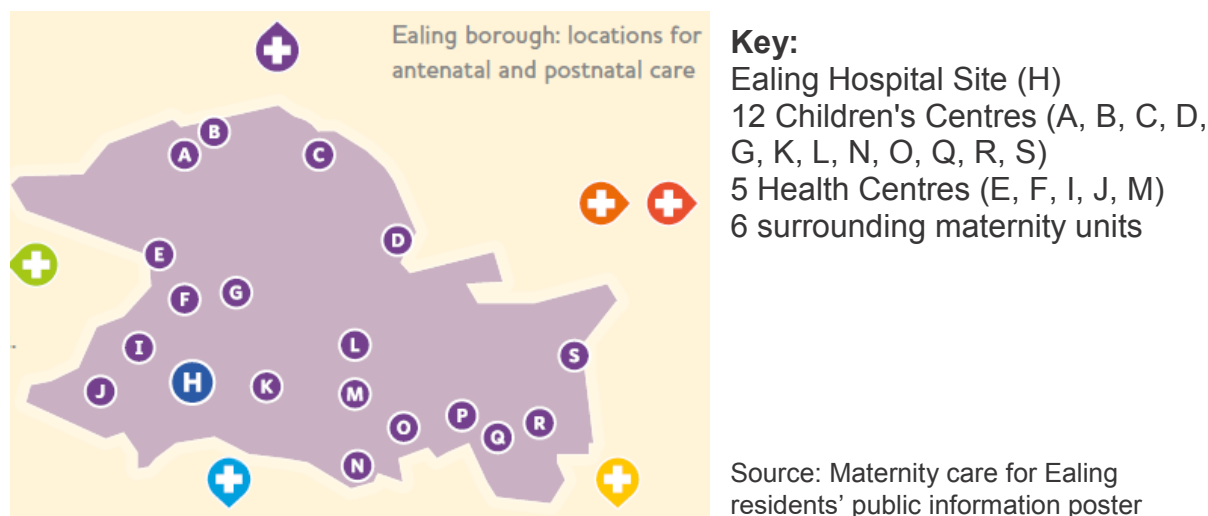 Ealing borough: locations for
antenatal and postnatal care
B
A
C
D
E
F
G
I
L
S
H
J
K
M
P
O
Q
R
N
Key:
Ealing Hospital Site (H)
12 Children's Centres (A, B, C, D,
G, K, L, N, O, Q, R, S)
5 Health Centres (E, F, I, J, M)
6 surrounding maternity units
Source: Maternity care for Ealing
residents’ public information poster